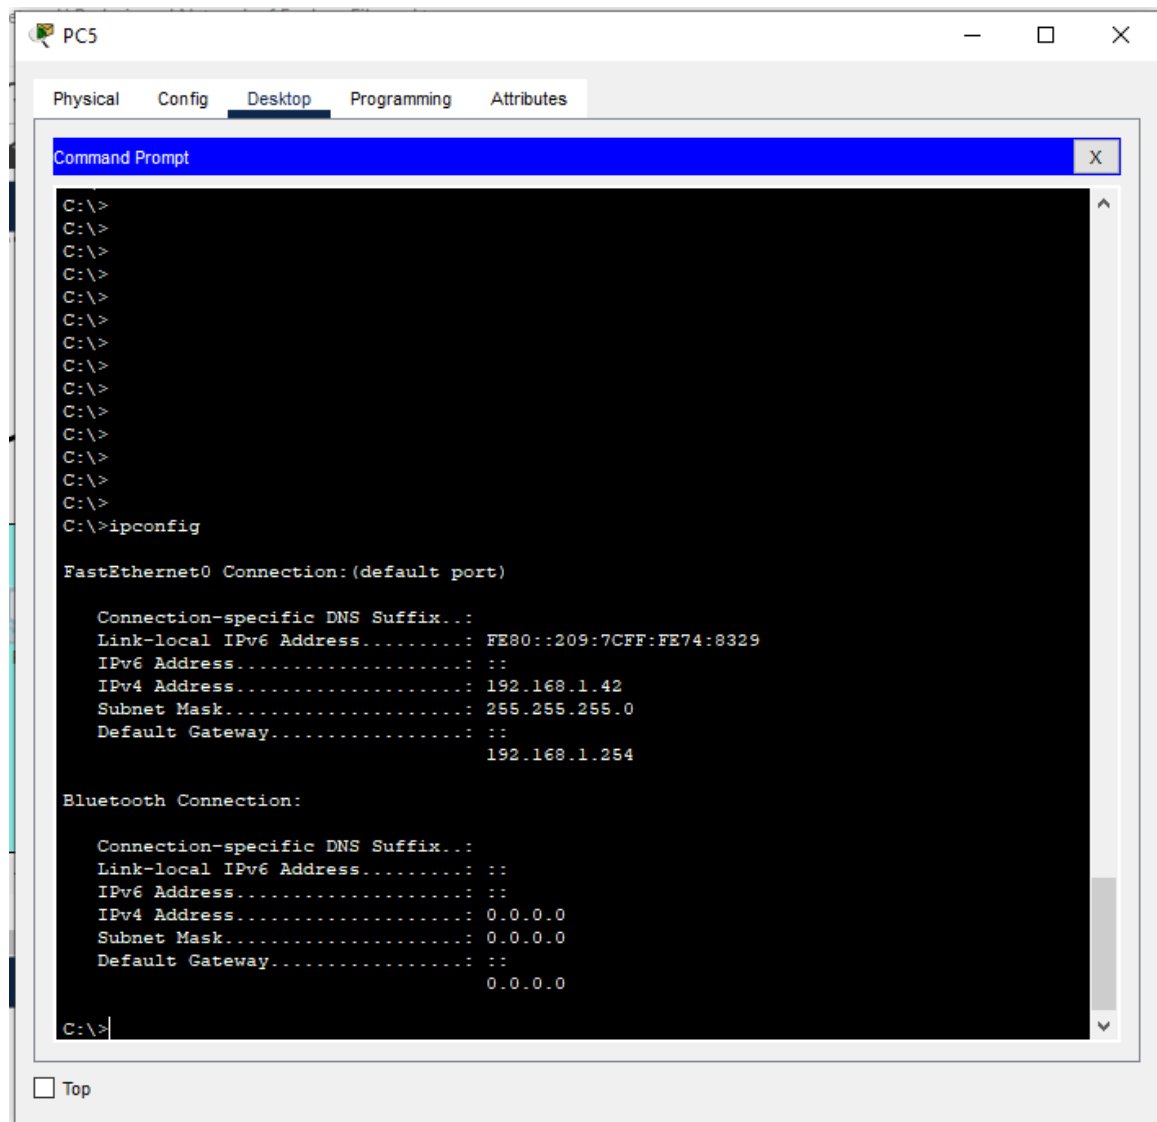 PC5
Physical Config Desktop Programming Attributes
Command Prompt X
C:\>
C:\>
C:\>
C:\>
C:\>
C:\>
C:\>
C:\>
C:\>
C:\>
C:\>
C:\>
C:\>
C:\>
C:\>ipconfig
FastEthernet0 Connection:(default port)
Connection-specific DNS Suffix..:
Link-local IPv6 Address.........: FE80::209:7CFF:FE74:8329
IPv6 Address....................: ::
IPv4 Address....................: 192.168.1.42
Subnet Mask.....................: 255.255.255.0
Default Gateway.................: ::
192.168.1.254
Bluetooth Connection:
Connection-specific DNS Suffix..:
Link-local IPv6 Address.........: ::
IPv6 Address....................: ::
IPv4 Address....................: 0.0.0.0
Subnet Mask.....................: 0.0.0.0
Default Gateway.................: ::
0.0.0.0
C:\>
Top